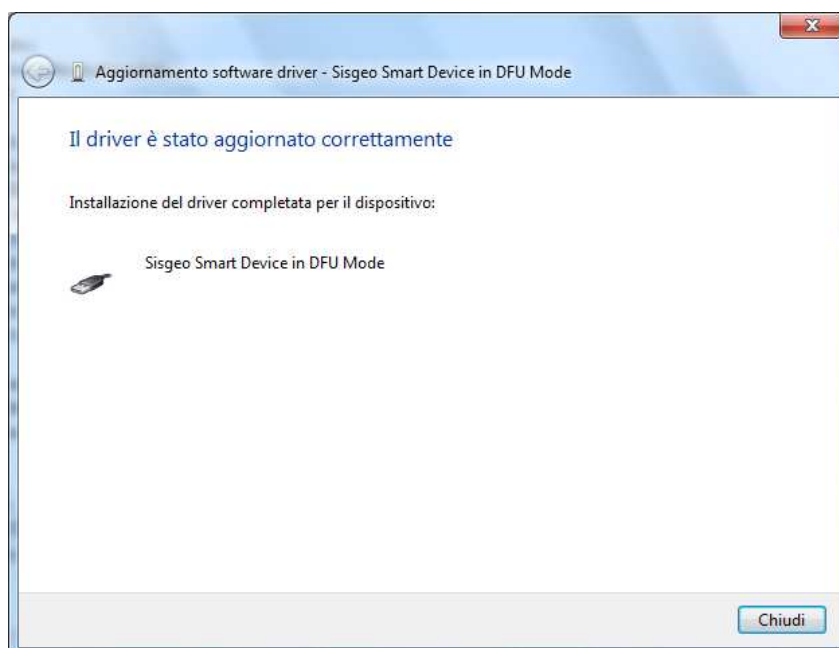 Aggiornamento software driver - Sisgeo Smart Device in DFU Mode
Il driver è stato aggiornato correttamente
Installazione del driver completata per il dispositivo:
Sisgeo Smart Device in DFU Mode
Chiudi